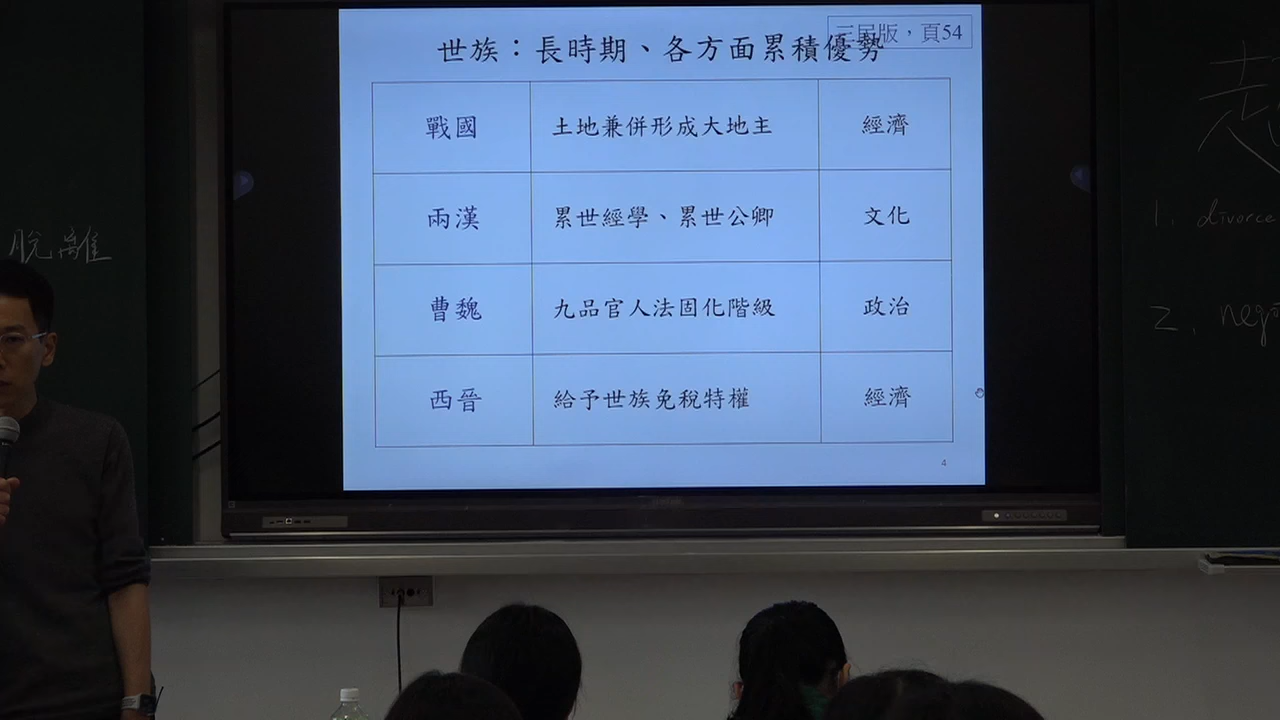 三民版，頁54
世族：長時期、各方面累積優勢
戰國 土地兼併形成大地主 經濟
兩漢 累世經學、累世公卿 文化
曹魏 九品官人法固化階級 政治
西晉 給予世族免稅特權 經濟
4
脫離
1. divorce
2.